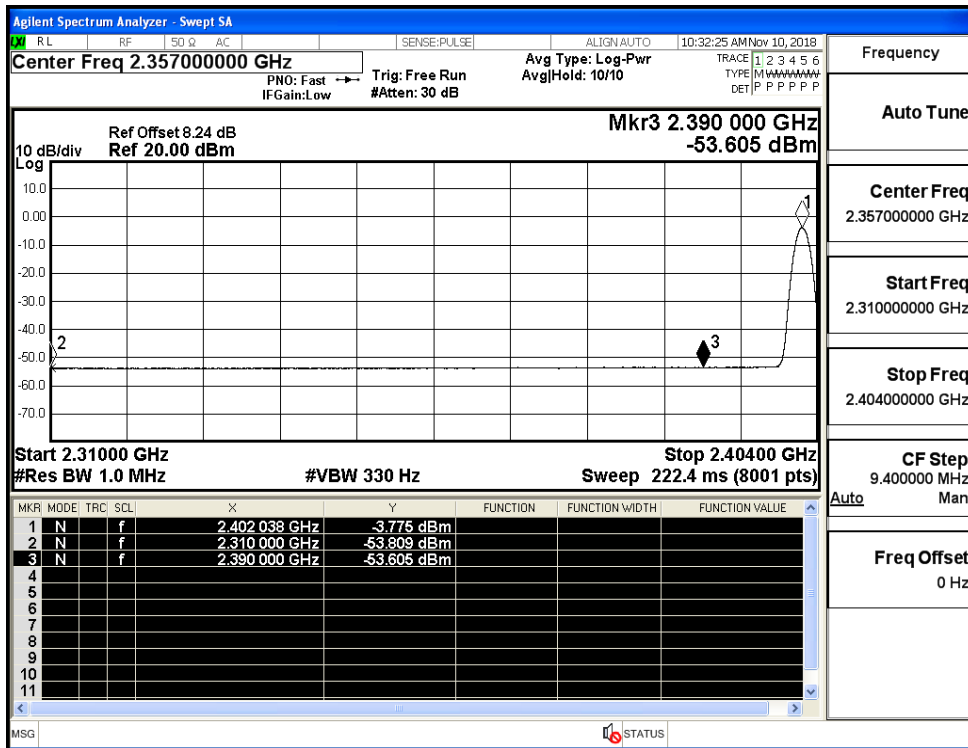 Agilent Spectrum Analyzer - Swept SA
LXI RL RF 50 Ω AC SENSE:PULSE ALIGN AUTO 10:32:25 AM Nov 10, 2018
Center Freq 2.357000000 GHz
PNO: Fast
IFGain:Low
Trig: Free Run
#Atten: 30 dB
Avg Type: Log-Pwr
Avg|Hold: 10/10
TRACE 1 2 3 4 5 6
TYPE M WWWWW
DET P P P P P P
Ref Offset 8.24 dB
10 dB/div Ref 20.00 dBm
Log
Mkr3 2.390 000 GHz
-53.605 dBm
10.0
0.00
-10.0
-20.0
-30.0
-40.0
-50.0
-60.0
-70.0
1
2
3
Start 2.31000 GHz Stop 2.40400 GHz
#Res BW 1.0 MHz #VBW 330 Hz Sweep 222.4 ms (8001 pts)
MKR MODE TRC SCL X Y FUNCTION FUNCTION WIDTH FUNCTION VALUE
1 N f 2.402 038 GHz -3.775 dBm
2 N f 2.310 000 GHz -53.809 dBm
3 N f 2.390 000 GHz -53.605 dBm
4
5
6
7
8
9
10
11
MSG STATUS
Frequency
Auto Tune
Center Freq
2.357000000 GHz
Start Freq
2.310000000 GHz
Stop Freq
2.404000000 GHz
CF Step
9.400000 MHz
Auto Man
Freq Offset
0 Hz